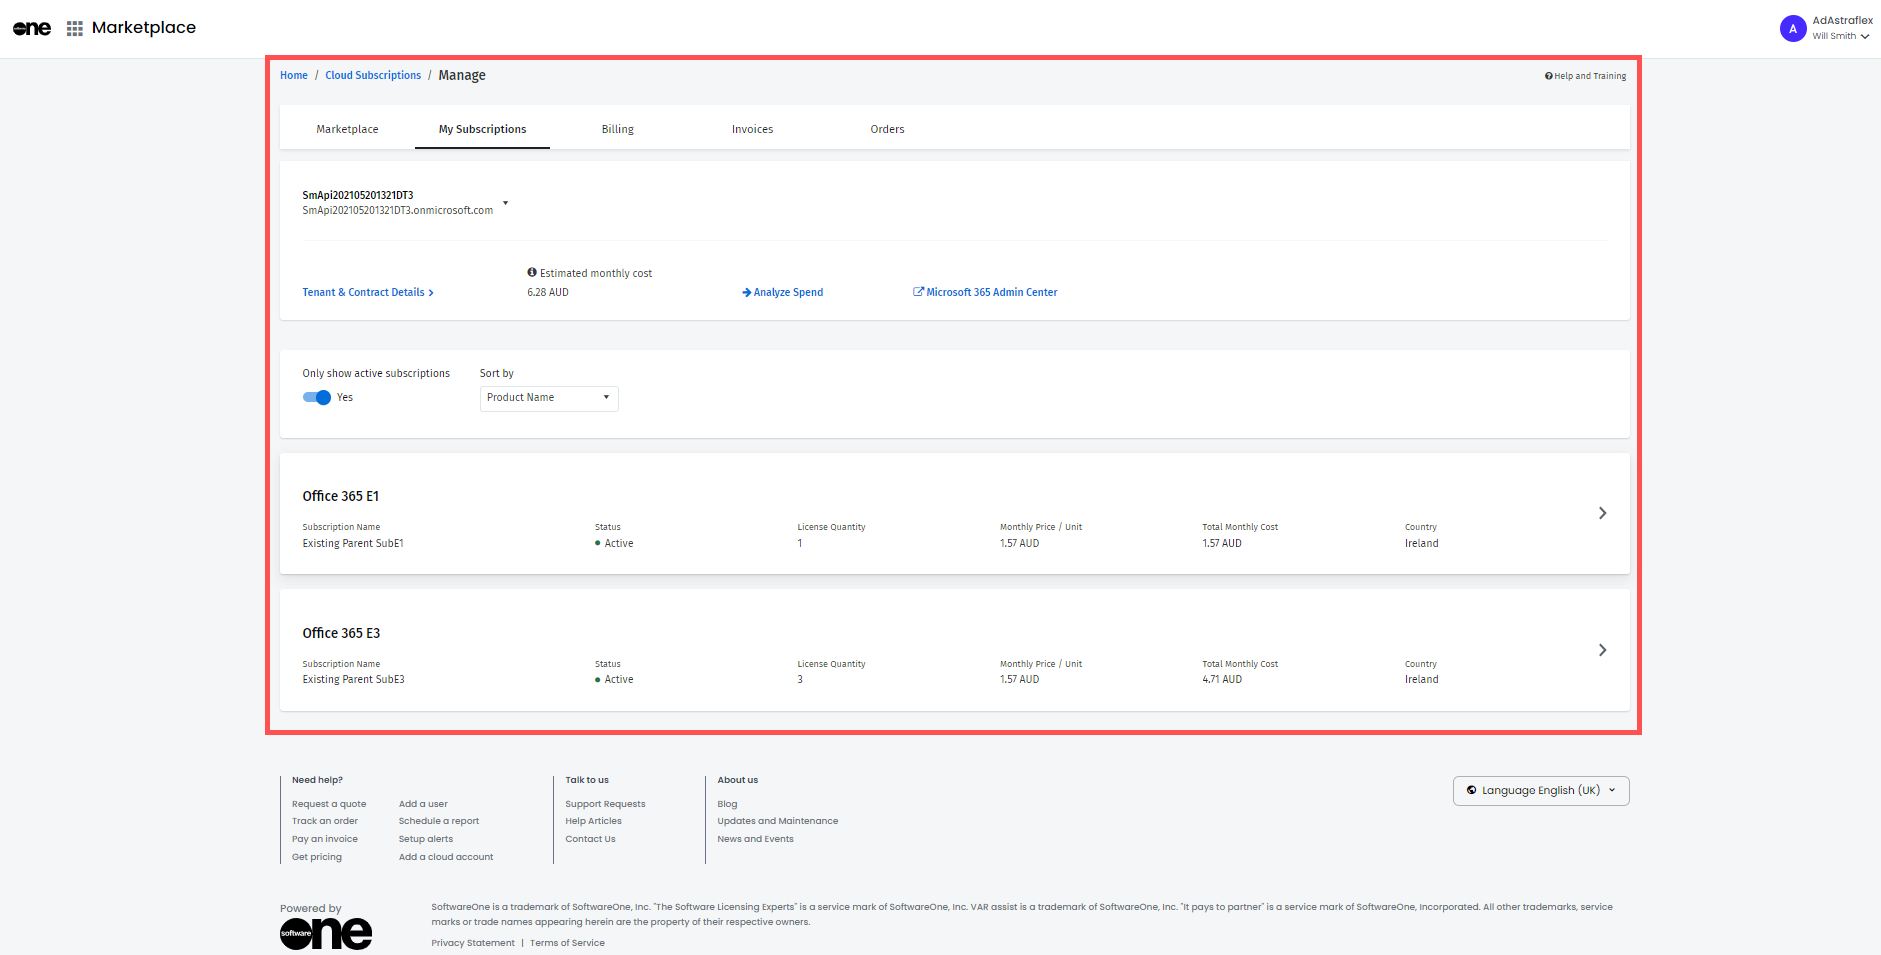 software one Marketplace
A AdAstraflex
Will Smith
Home / Cloud Subscriptions / Manage
Help and Training
Marketplace My Subscriptions Billing Invoices Orders
SmApi202105201321DT3
SmApi202105201321DT3.onmicrosoft.com
Estimated monthly cost
Tenant & Contract Details 6.28 AUD Analyze Spend Microsoft 365 Admin Center
Only show active subscriptions Sort by
Yes Product Name
Office 365 E1
Subscription Name Status License Quantity Monthly Price / Unit Total Monthly Cost Country
Existing Parent SubE1 Active 1 1.57 AUD 1.57 AUD Ireland
Office 365 E3
Subscription Name Status License Quantity Monthly Price / Unit Total Monthly Cost Country
Existing Parent SubE3 Active 3 1.57 AUD 4.71 AUD Ireland
Need help? Talk to us About us
Language English (UK)
Request a quote Add a user Support Requests Blog
Track an order Schedule a report Help Articles Updates and Maintenance
Pay an invoice Setup alerts Contact Us News and Events
Get pricing Add a cloud account
Powered by
software one
SoftwareOne is a trademark of SoftwareOne, Inc. "The Software Licensing Experts" is a service mark of SoftwareOne, Inc. VAR assist is a trademark of SoftwareOne, Inc. "It pays to partner" is a service mark of SoftwareOne, Incorporated. All other trademarks, service
marks or trade names appearing herein are the property of their respective owners.
Privacy Statement | Terms of Service